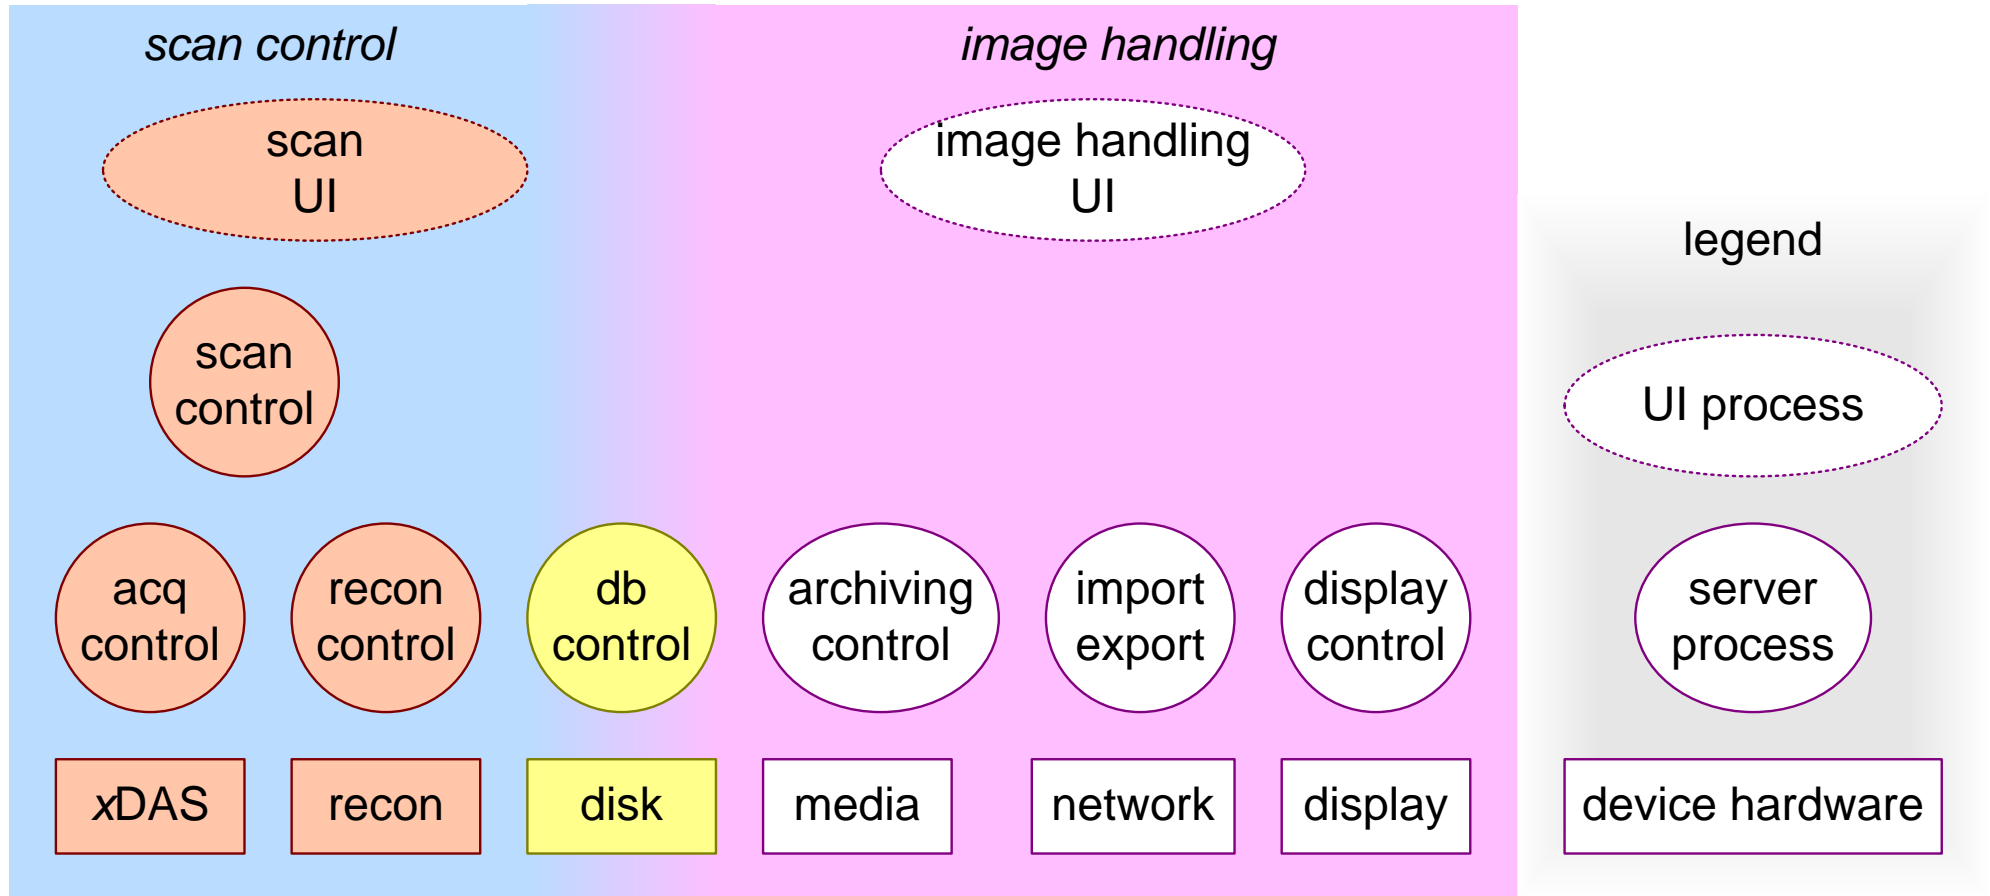 scan control
image handling
scan
UI
image handling
UI
legend
scan
control
UI process
acq
control
recon
control
db
control
archiving
control
import
export
display
control
server
process
xDAS
recon
disk
media
network
display
device hardware